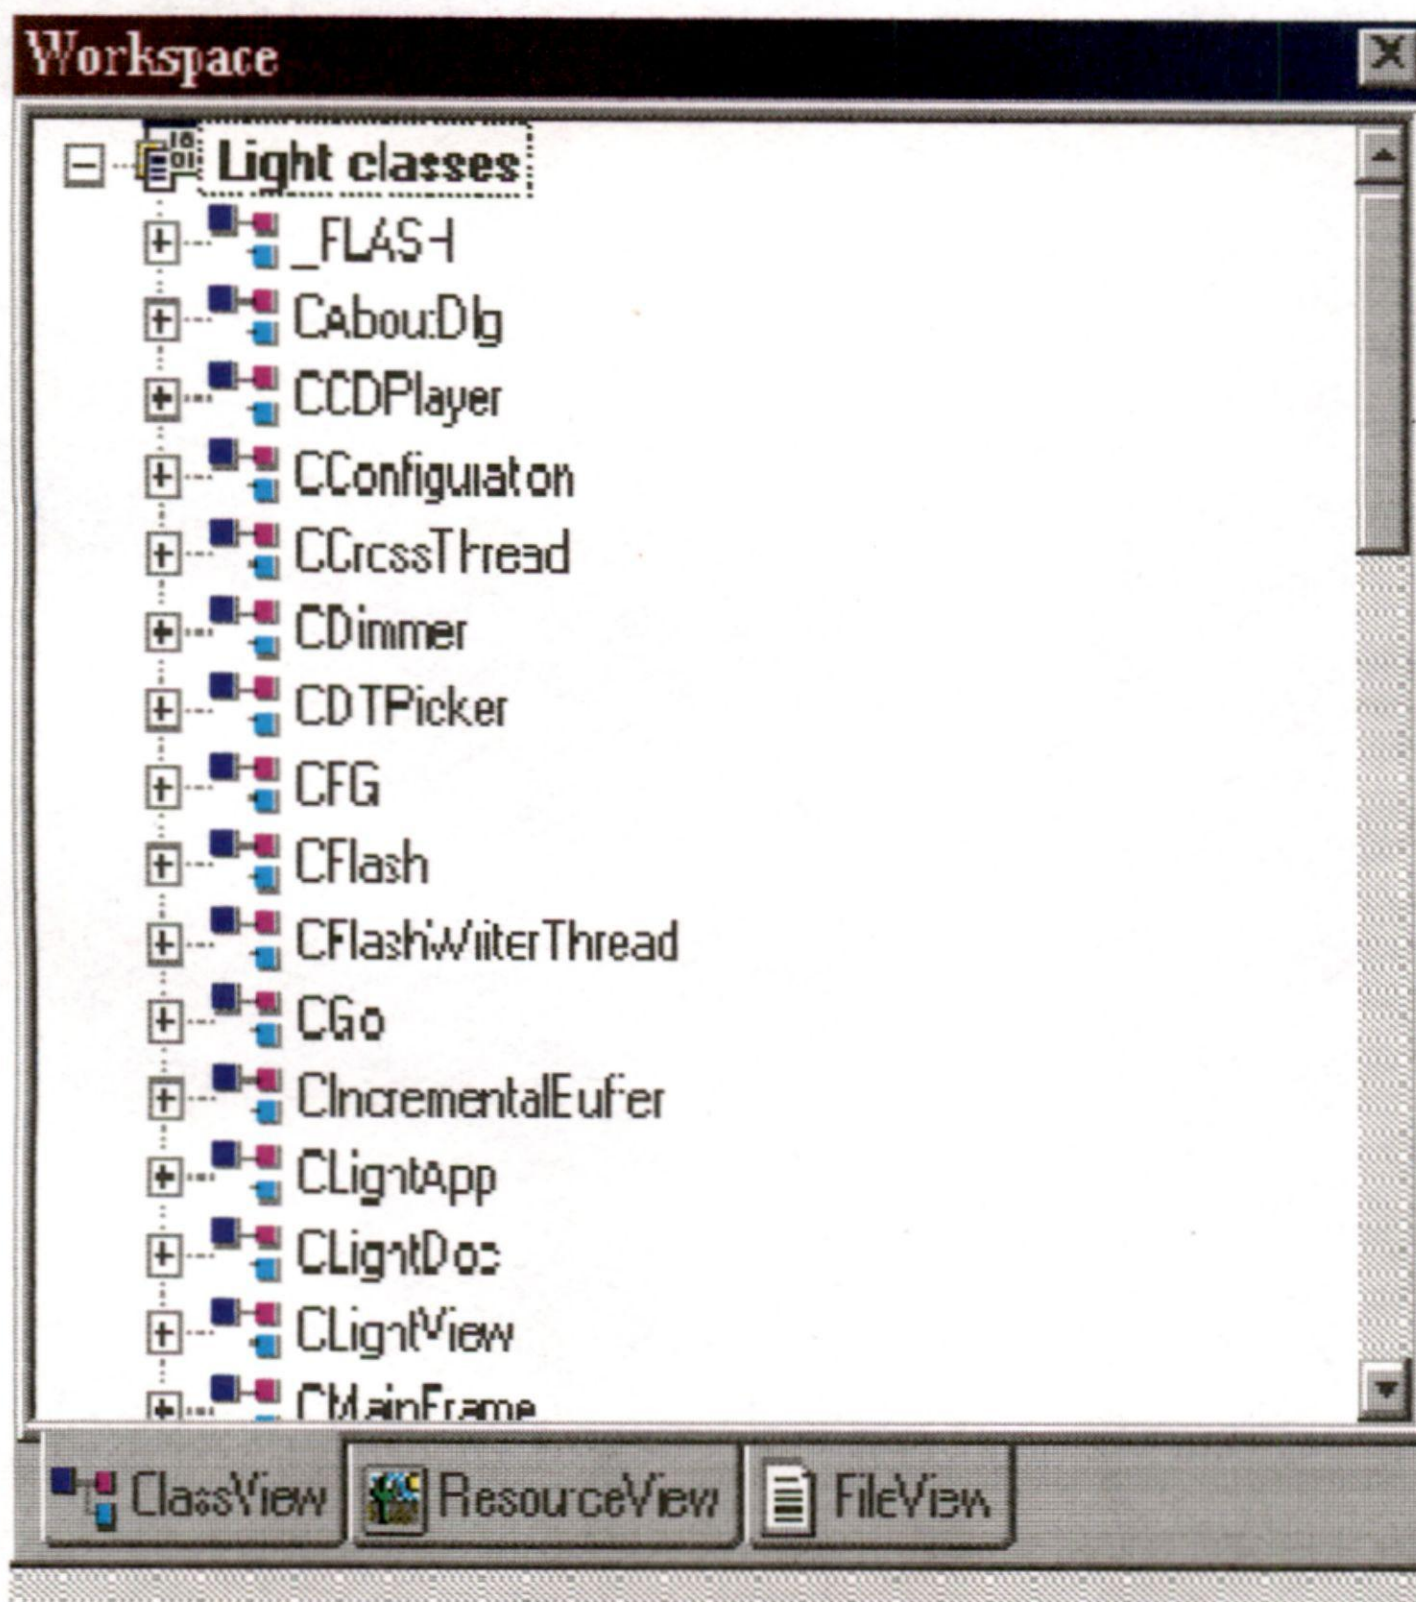 Workspace
Light classes
_FLASH
CAboutDlg
CCDPlayer
CConfiguration
CCrossThread
CDimmer
CDTPicker
CFG
CFlash
CFlashWriterThread
CGo
CIncrementalBuffer
CLightApp
CLightDoc
CLightView
CMainFrame
ClassView
ResourceView
FileView